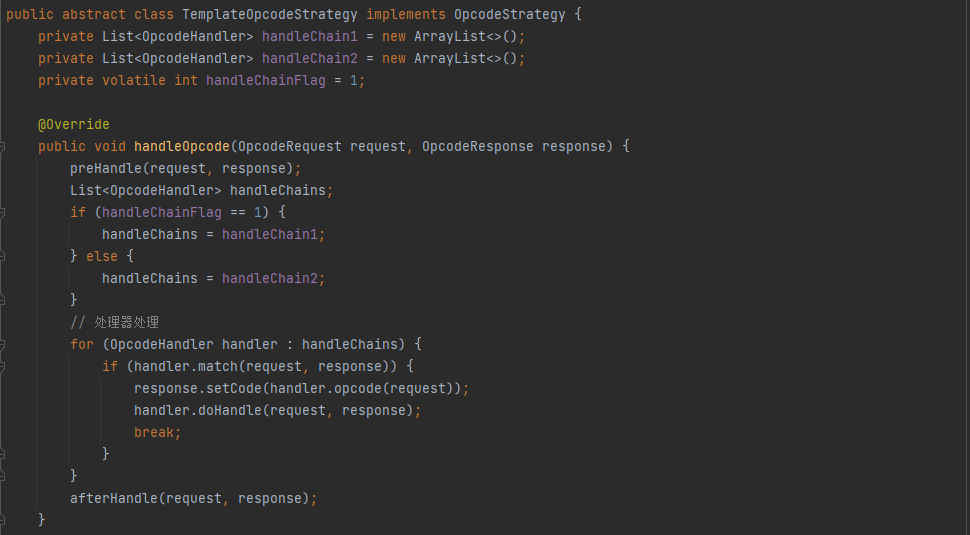 public abstract class TemplateOpcodeStrategy implements OpcodeStrategy {
    private List<OpcodeHandler> handleChain1 = new ArrayList<>();
    private List<OpcodeHandler> handleChain2 = new ArrayList<>();
    private volatile int handleChainFlag = 1;

    @Override
    public void handleOpcode(OpcodeRequest request, OpcodeResponse response) {
        preHandle(request, response);
        List<OpcodeHandler> handleChains;
        if (handleChainFlag == 1) {
            handleChains = handleChain1;
        } else {
            handleChains = handleChain2;
        }
        // 处理器处理
        for (OpcodeHandler handler : handleChains) {
            if (handler.match(request, response)) {
                response.setCode(handler.opcode(request));
                handler.doHandle(request, response);
                break;
            }
        }
        afterHandle(request, response);
    }